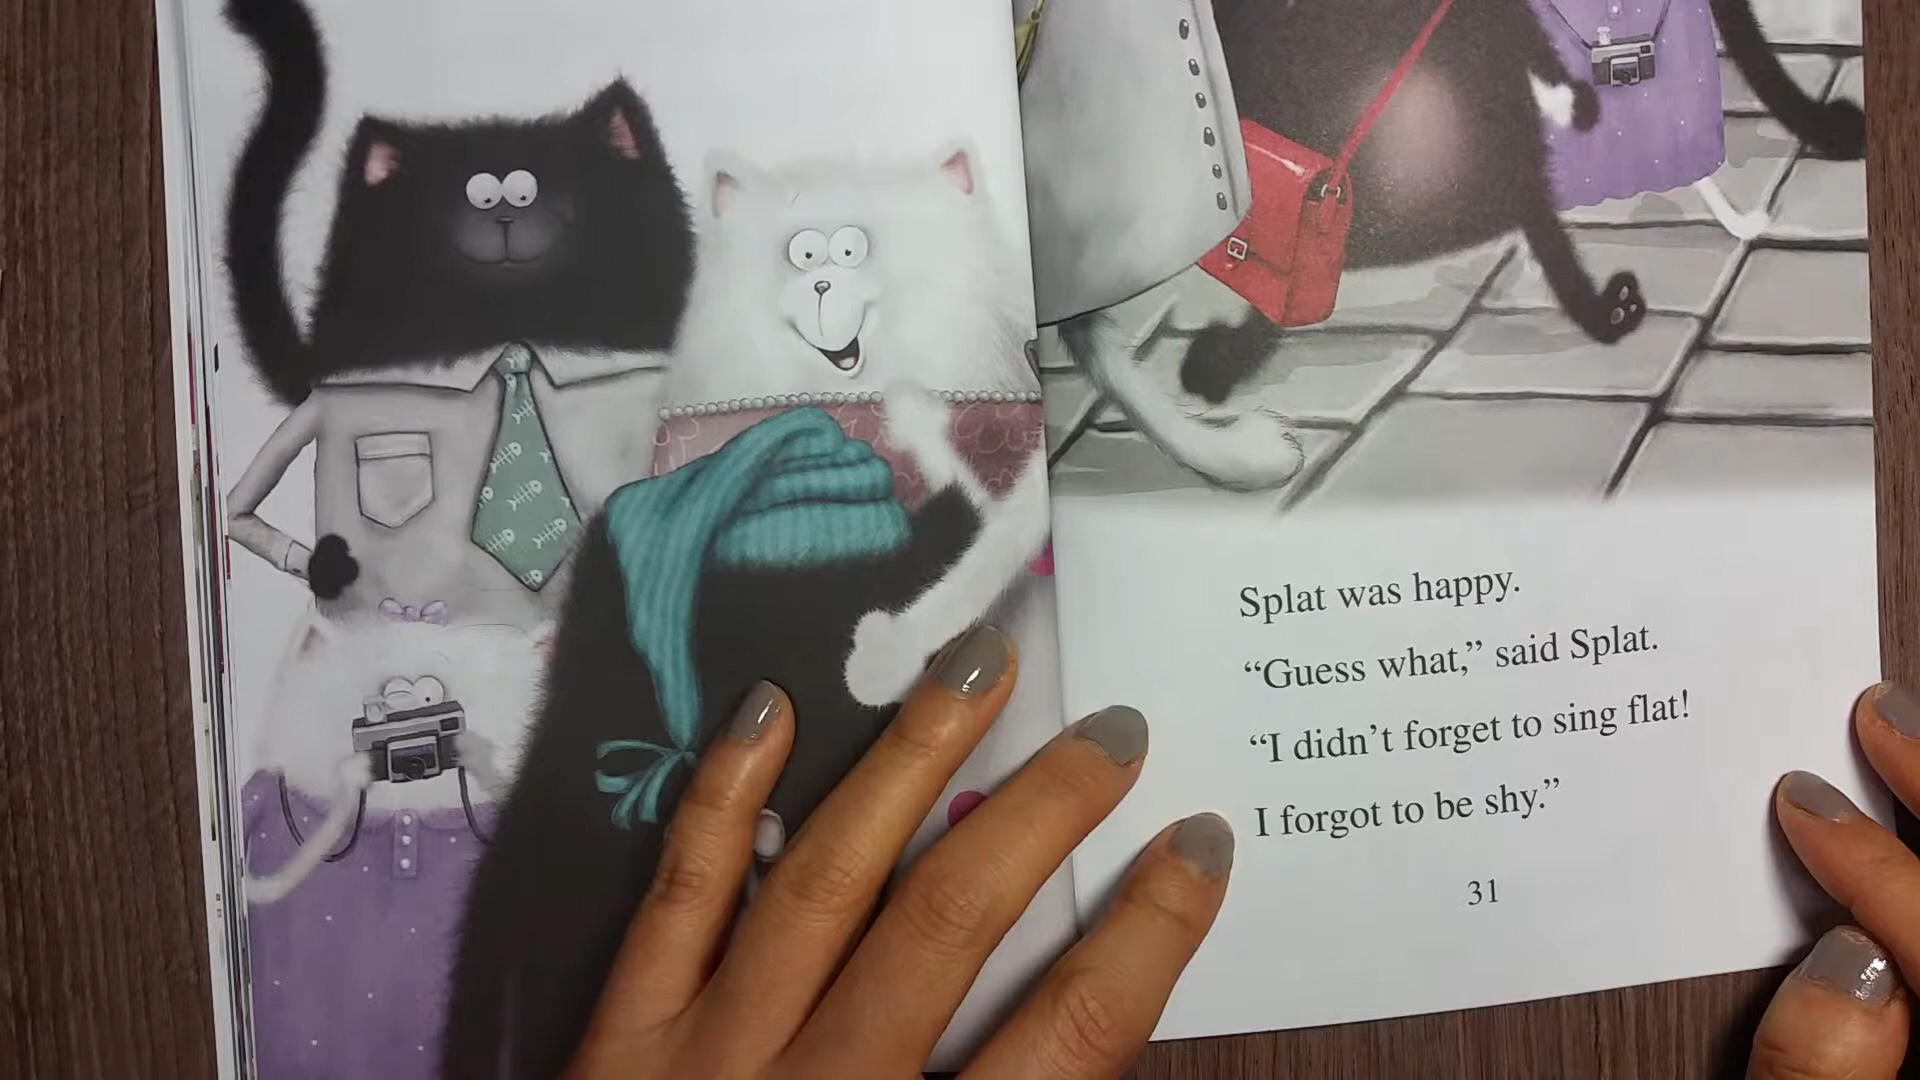 Splat was happy.
“Guess what,” said Splat.
“I didn’t forget to sing flat!
I forgot to be shy.”
31